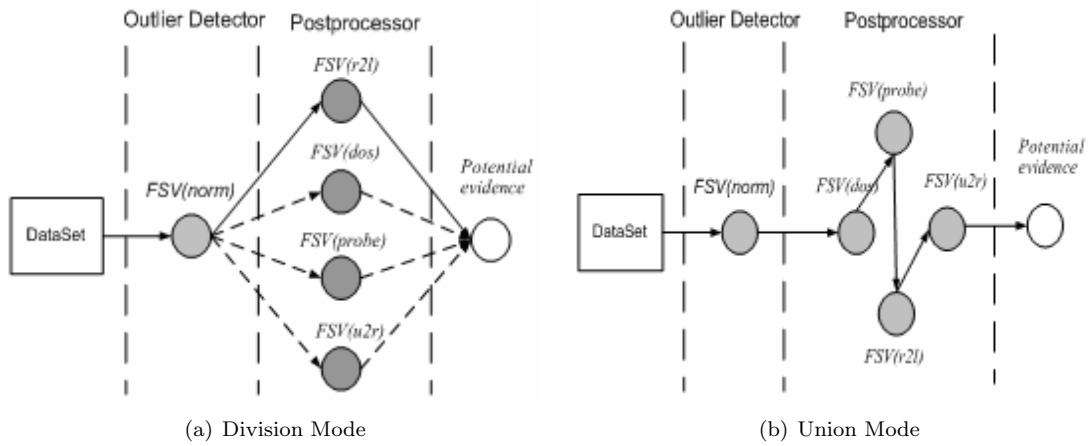 Outlier Detector
Postprocessor
FSV(r2l)
FSV(dos)
FSV(norm)
Potential
evidence
DataSet
FSV(probe)
FSV(u2r)
(a) Division Mode
Outlier Detector
Postprocessor
FSV(probe)
Potential
evidence
FSV(norm)
FSV(dos)
FSV(u2r)
DataSet
FSV(r2l)
(b) Union Mode